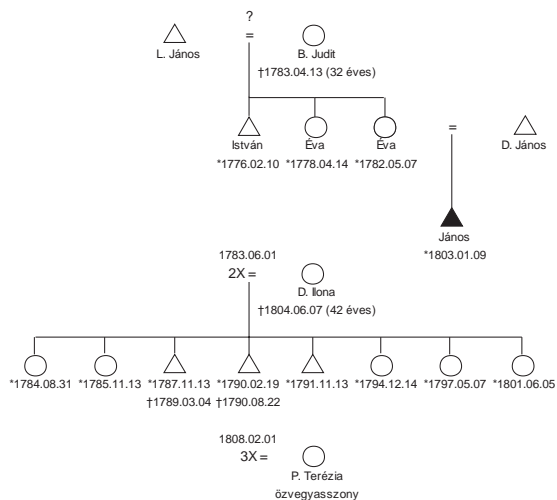 ?
=
L. János
B. Judit
†1783.04.13 (32 éves)
=
István
Éva
Éva
D. János
*1776.02.10
*1778.04.14
*1782.05.07
János
*1803.01.09
1783.06.01
2X =
D. Ilona
†1804.06.07 (42 éves)
*1784.08.31
*1785.11.13
*1787.11.13
*1790.02.19
*1791.11.13
*1794.12.14
*1797.05.07
*1801.06.05
†1789.03.04
†1790.08.22
1808.02.01
3X =
P. Terézia
özvegyasszony